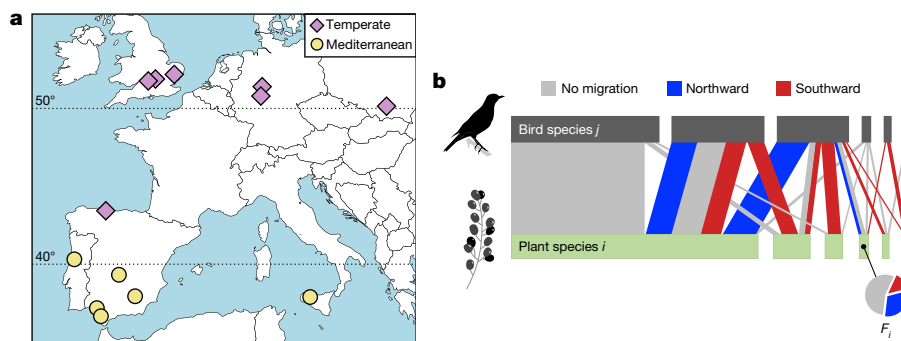 a
Temperate
Mediterranean
50°
40°
b
No migration
Northward
Southward
Bird species j
Plant species i
Fi